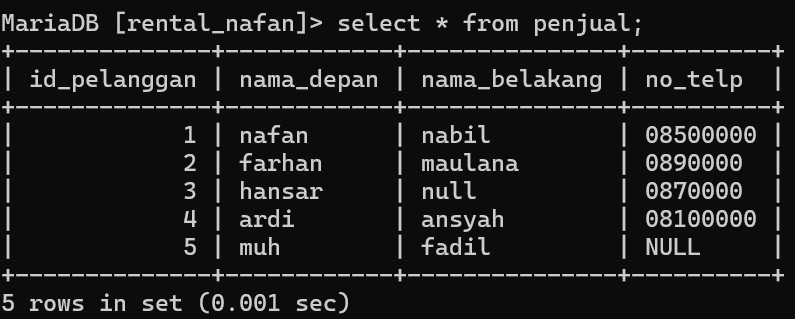 MariaDB [rental_nafan]> select * from penjual;
+--------------+------------+---------------+----------+
| id_pelanggan | nama_depan | nama_belakang | no_telp  |
+--------------+------------+---------------+----------+
|            1 | nafan      | nabil         | 08500000 |
|            2 | farhan     | maulana       | 0890000  |
|            3 | hansar     | null          | 0870000  |
|            4 | ardi       | ansyah        | 08100000 |
|            5 | muh        | fadil         | NULL     |
+--------------+------------+---------------+----------+
5 rows in set (0.001 sec)